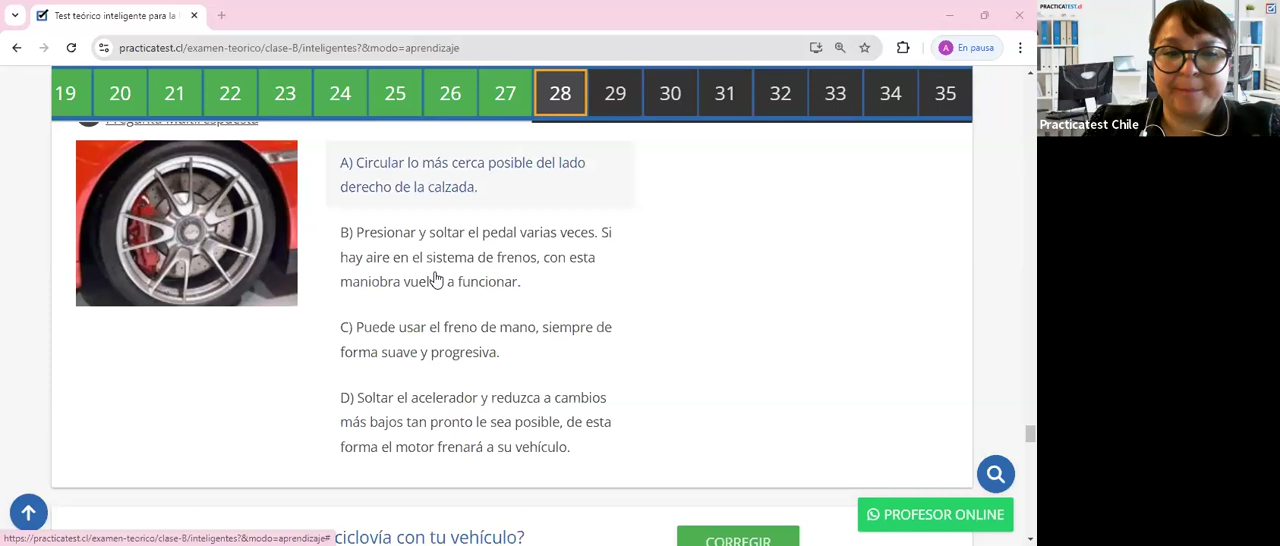 Test teórico inteligente para la
practicatest.cl/examen-teorico/clase-B/inteligentes?&modo=aprendizaje
A
En pausa
19 20 21 22 23 24 25 26 27 28 29 30 31 32 33 34 35
Pregunta Multirespuesta
A) Circular lo más cerca posible del lado
derecho de la calzada.
B) Presionar y soltar el pedal varias veces. Si
hay aire en el sistema de frenos, con esta
maniobra vuelve a funcionar.
C) Puede usar el freno de mano, siempre de
forma suave y progresiva.
D) Soltar el acelerador y reduzca a cambios
más bajos tan pronto le sea posible, de esta
forma el motor frenará a su vehículo.
PROFESOR ONLINE
https://practicatest.cl/examen-teorico/clase-B/inteligentes?&modo=aprendizaje#
ciclovía con tu vehículo?
CORREGIR
PRACTICATEST.cl
Practicatest Chile